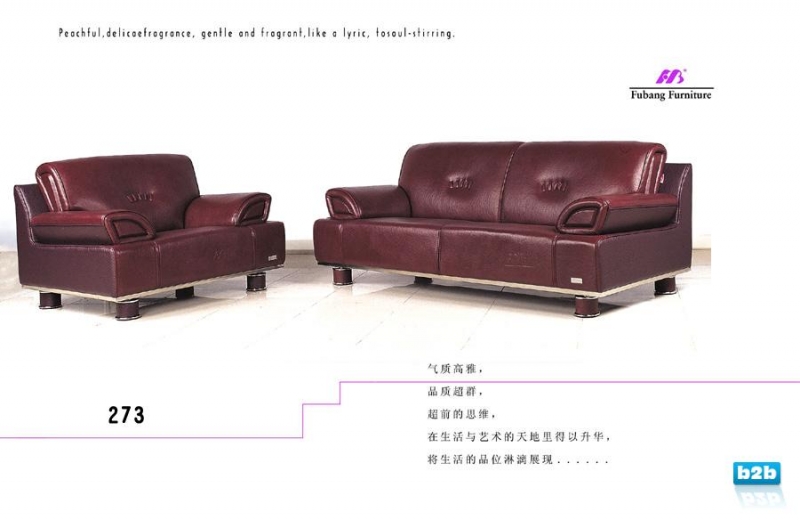 Peachful,delicaefragrance, gentle and fragrant,like a lyric, tosoul-stirring.
FB
Fubang Furniture
气质高雅，
品质超群，
273
超前的思维，
在生活与艺术的天地里得以升华，
将生活的品位淋漓展现......
b2b